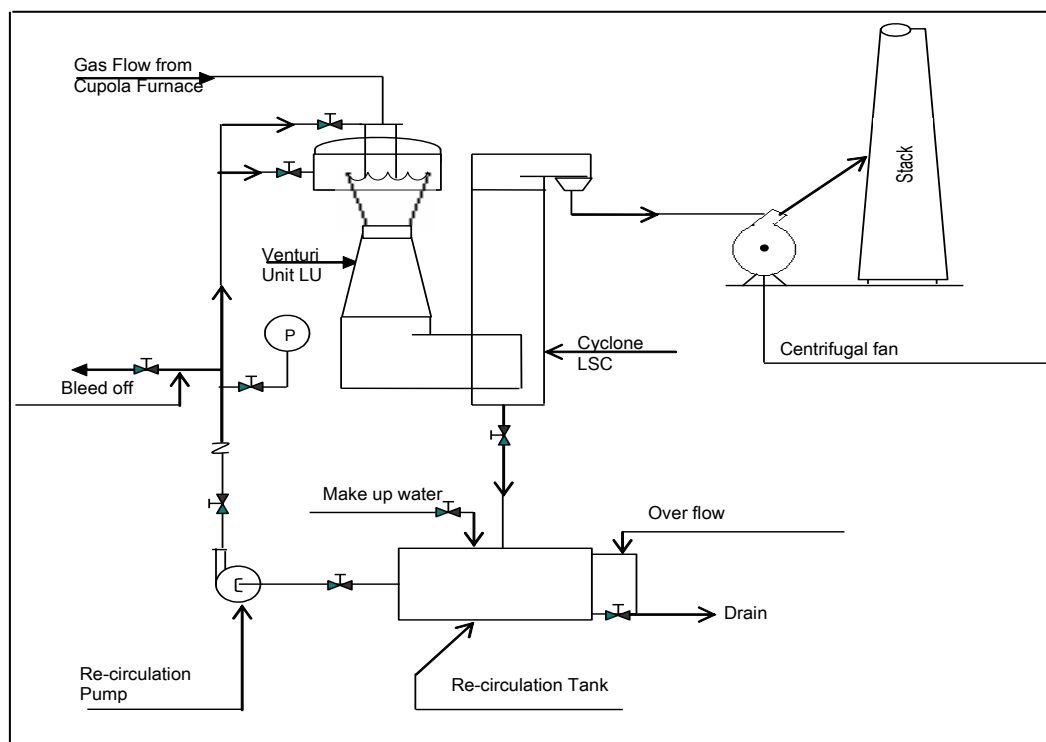 Gas Flow from
Cupola Furnace
Stack
Venturi
Unit LU
P
Cyclone
LSC
Centrifugal fan
Bleed off
Make up water
Over flow
Drain
Re-circulation
Pump
Re-circulation Tank